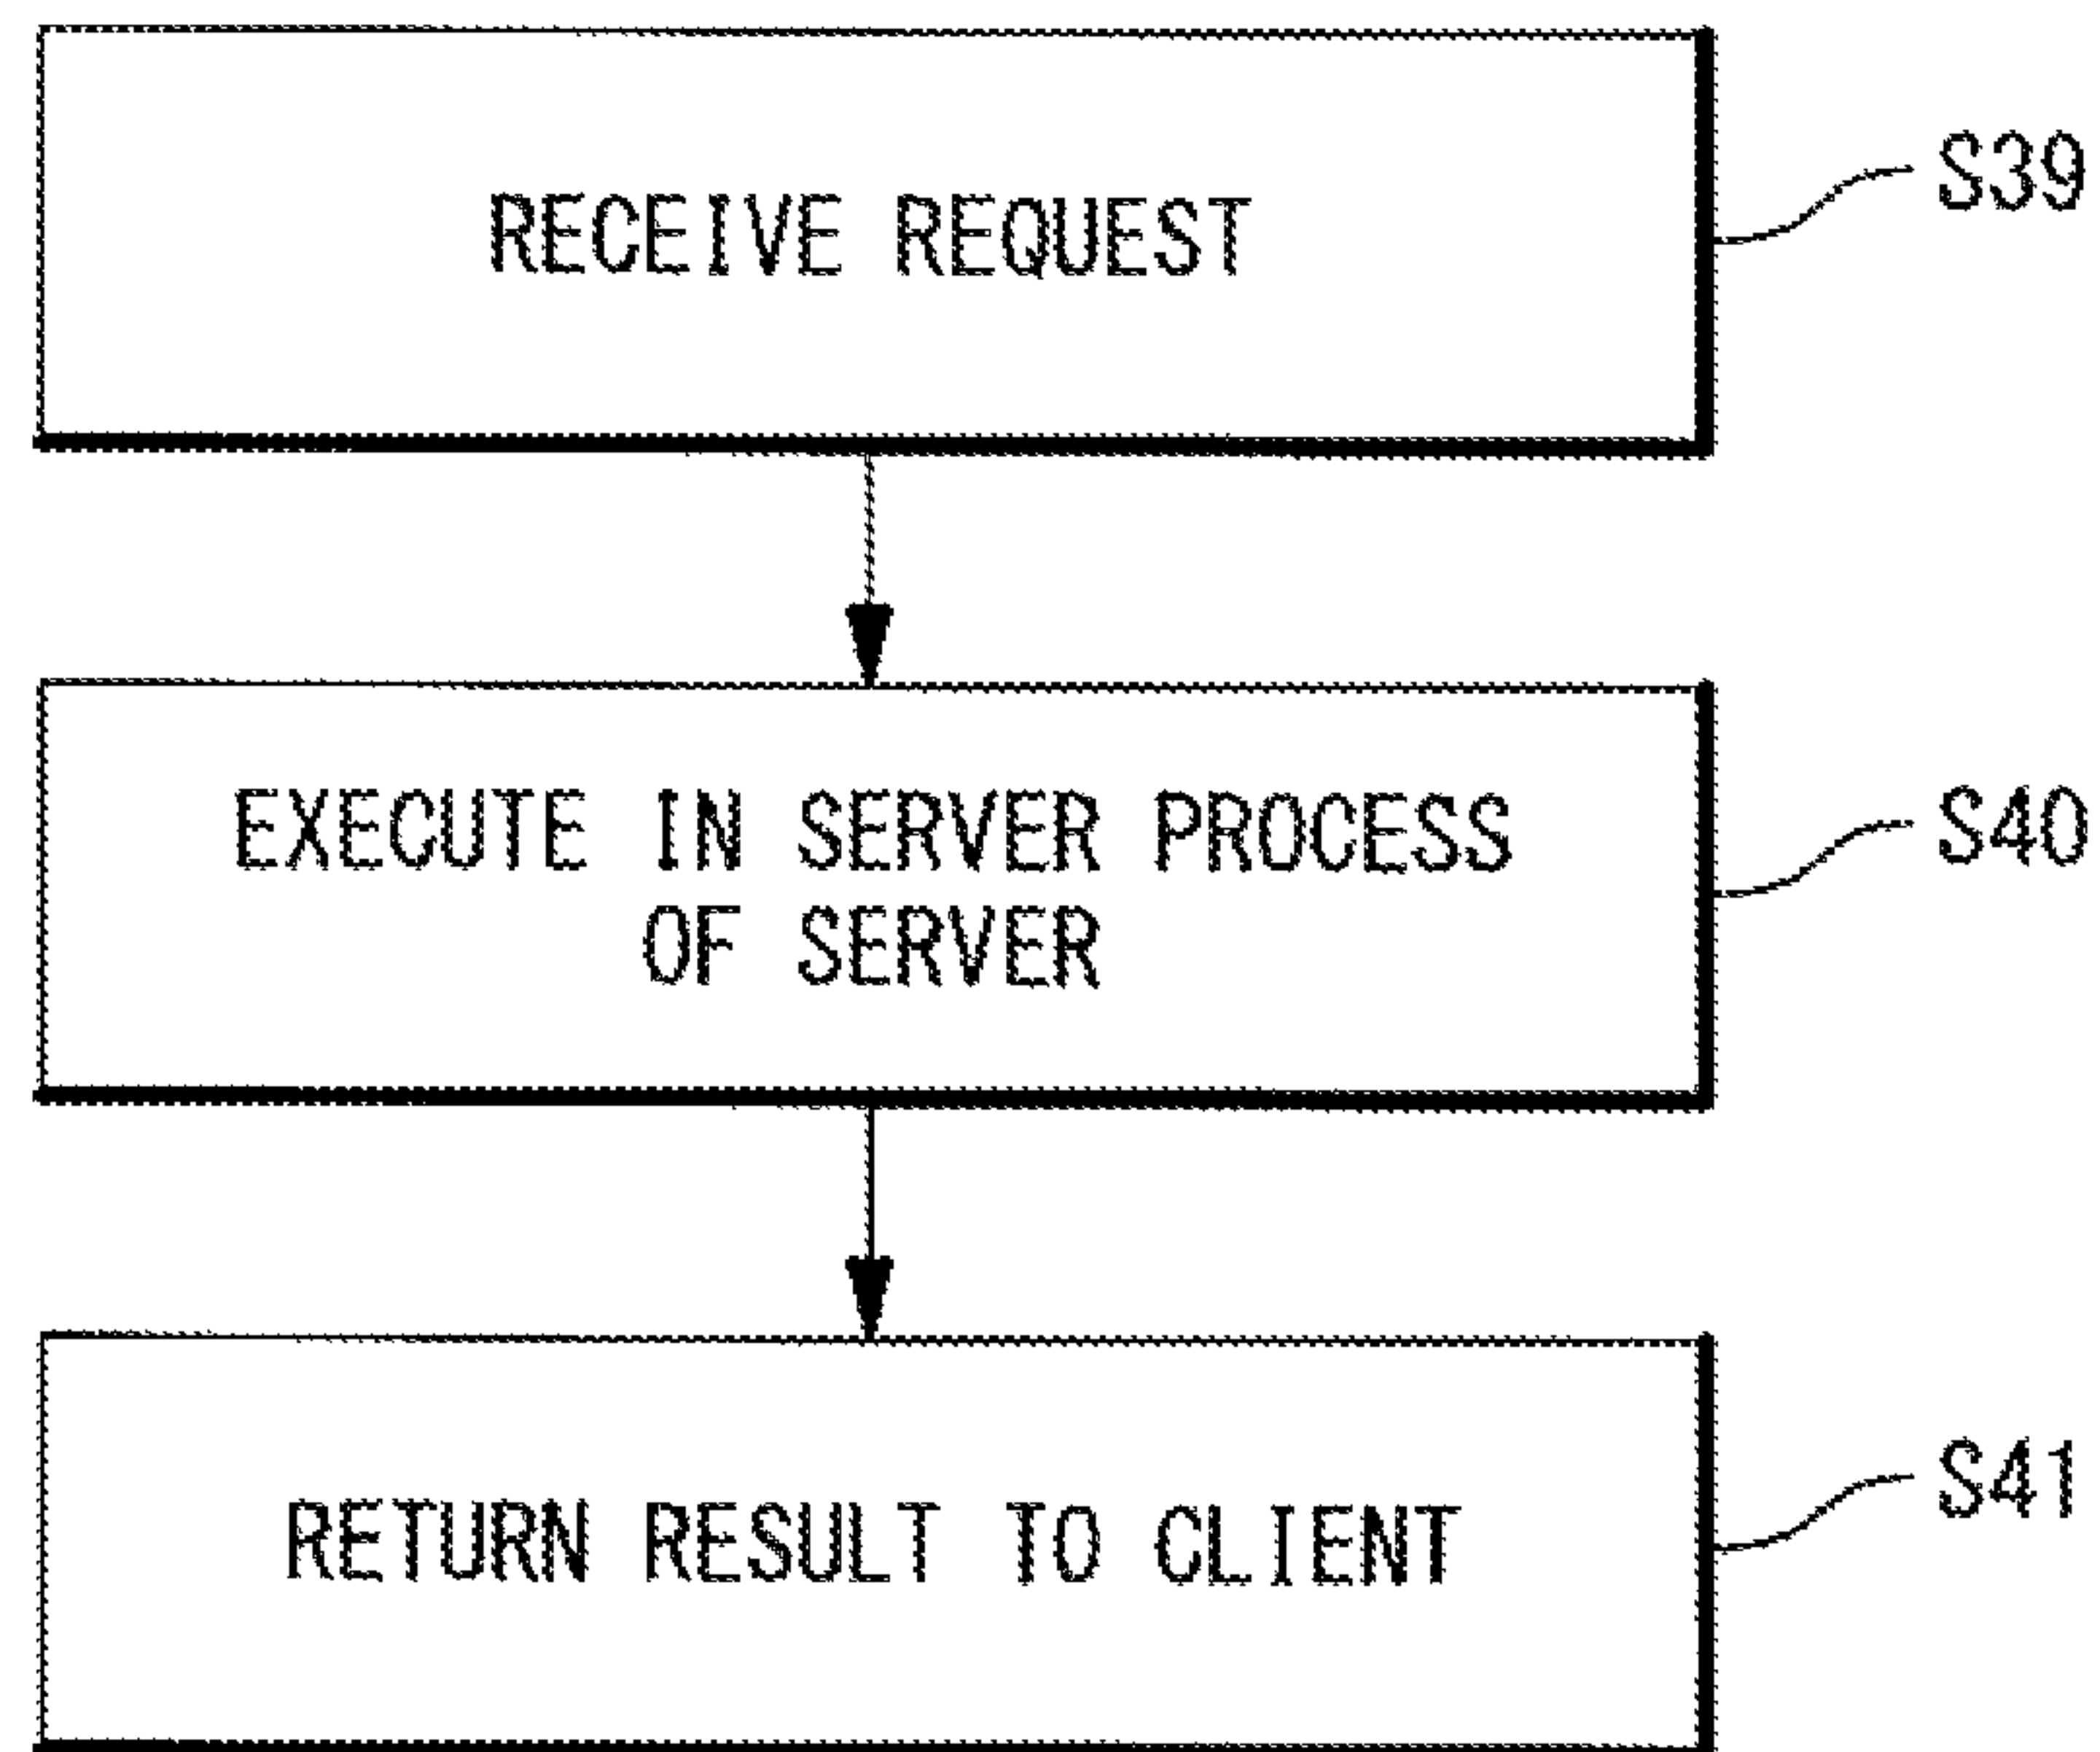 RECEIVE REQUEST
S39
EXECUTE IN SERVER PROCESS
OF SERVER
S40
RETURN RESULT TO CLIENT
S41